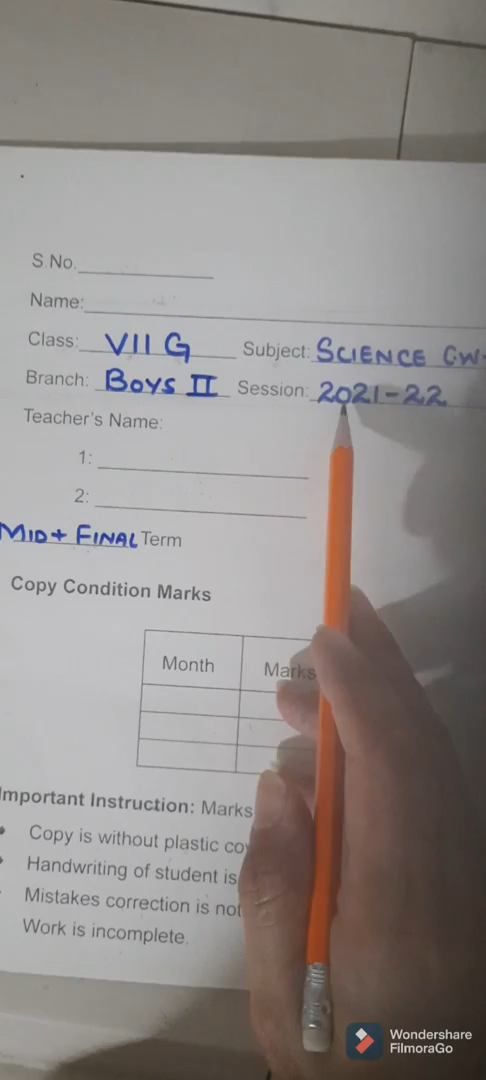 S.No.
Name:
Class: VII G Subject: SCIENCE CW
Branch: BOYS II Session: 2021-22
Teacher's Name:
1:
2:
MID + FINAL Term
Copy Condition Marks
Month Marks
Important Instruction: Marks
Copy is without plastic
Handwriting of student is
Mistakes correction is not
Work is incomplete.
Wondershare
FilmoraGo